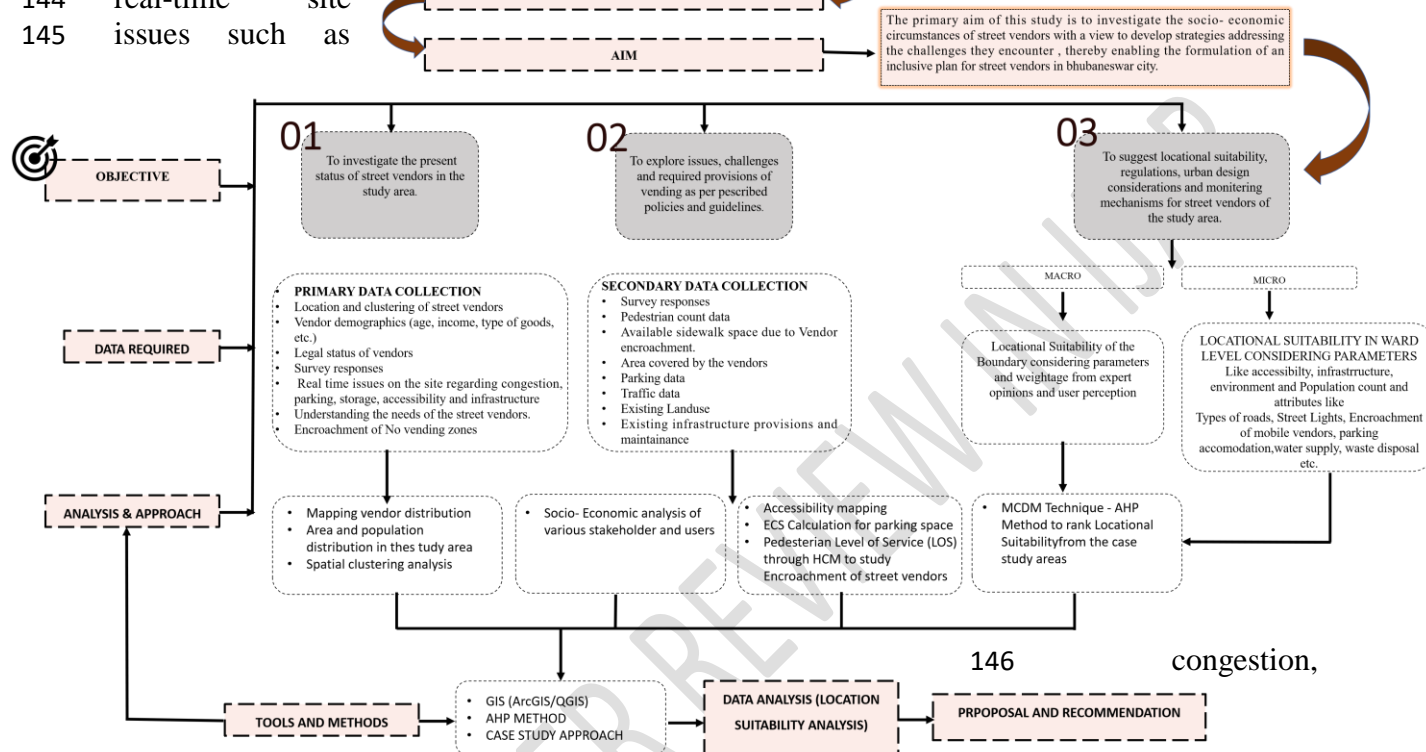 144 real-time site
145 issues such as
The primary aim of this study is to investigate the socio- economic
circumstances of street vendors with a view to develop strategies addressing
the challenges they encounter , thereby enabling the formulation of an
inclusive plan for street vendors in bhubaneswar city.
AIM
OBJECTIVE
01
To investigate the present
status of street vendors in the
study area.
02
To explore issues, challenges
and required provisions of
vending as per pescribed
policies and guidelines.
03
To suggest locational suitability,
regulations, urban design
considerations and monitering
mechanisms for street vendors of
the study area.
DATA REQUIRED
• PRIMARY DATA COLLECTION
• Location and clustering of street vendors
• Vendor demographics (age, income, type of goods,
etc.)
• Legal status of vendors
• Survey responses
• Real time issues on the site regarding congestion,
parking, storage, accessibility and infrastructure
• Understanding the needs of the street vendors.
• Encroachment of No vending zones
SECONDARY DATA COLLECTION
• Survey responses
• Pedestrian count data
• Available sidewalk space due to Vendor
encroachment.
• Area covered by the vendors
• Parking data
• Traffic data
• Existing Landuse
• Existing infrastructure provisions and
maintainance
MACRO
Locational Suitability of the
Boundary considering parameters
and weightage from expert
opinions and user perception
MICRO
LOCATIONAL SUITABILITY IN WARD
LEVEL CONSIDERING PARAMETERS
Like accessibilty, infrastrructure,
environment and Population count and
attributes like
Types of roads, Street Lights, Encroachment
of mobile vendors, parking
accomodation,water supply, waste disposal
etc.
ANALYSIS & APPROACH
• Mapping vendor distribution
• Area and population
distribution in thes tudy area
• Spatial clustering analysis
• Socio- Economic analysis of
various stakeholder and users
• Accessibility mapping
• ECS Calculation for parking space
• Pedesterian Level of Service (LOS)
through HCM to study
Encroachment of street vendors
• MCDM Technique - AHP
Method to rank Locational
Suitabilityfrom the case
study areas
146 congestion,
TOOLS AND METHODS
• GIS (ArcGIS/QGIS)
• AHP METHOD
• CASE STUDY APPROACH
DATA ANALYSIS (LOCATION
SUITABILITY ANALYSIS)
PRPOPOSAL AND RECOMMENDATION
ER REVIEW IN IJAP